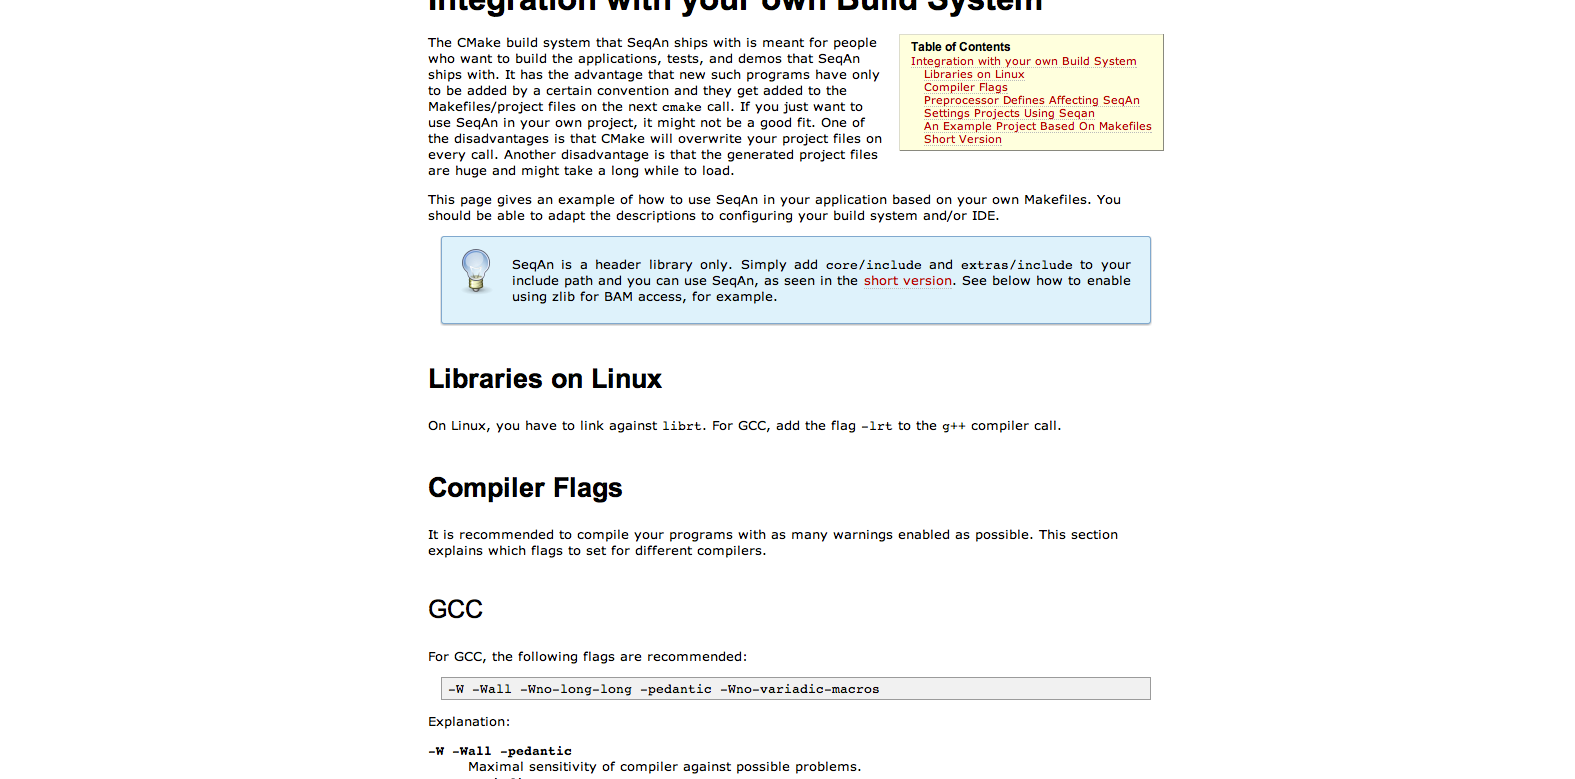 Integration with your own Build System
The CMake build system that SeqAn ships with is meant for people
who want to build the applications, tests, and demos that SeqAn
ships with. It has the advantage that new such programs have only
to be added by a certain convention and they get added to the
Makefiles/project files on the next cmake call. If you just want to
use SeqAn in your own project, it might not be a good fit. One of
the disadvantages is that CMake will overwrite your project files on
every call. Another disadvantage is that the generated project files
are huge and might take a long while to load.
Table of Contents
Integration with your own Build System
Libraries on Linux
Compiler Flags
Preprocessor Defines Affecting SeqAn
Settings Projects Using Seqan
An Example Project Based On Makefiles
Short Version
This page gives an example of how to use SeqAn in your application based on your own Makefiles. You
should be able to adapt the descriptions to configuring your build system and/or IDE.
SeqAn is a header library only. Simply add core/include and extras/include to your
include path and you can use SeqAn, as seen in the short version. See below how to enable
using zlib for BAM access, for example.
Libraries on Linux
On Linux, you have to link against librt. For GCC, add the flag -lrt to the g++ compiler call.
Compiler Flags
It is recommended to compile your programs with as many warnings enabled as possible. This section
explains which flags to set for different compilers.
GCC
For GCC, the following flags are recommended:
-W -Wall -Wno-long-long -pedantic -Wno-variadic-macros
Explanation:
-W -Wall -pedantic
Maximal sensitivity of compiler against possible problems.